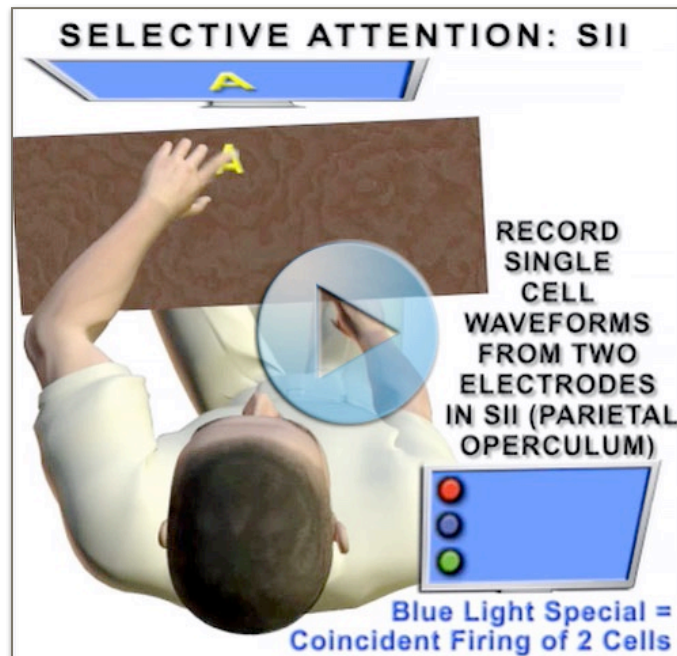 SELECTIVE ATTENTION: SII
A
A
RECORD
SINGLE
CELL
WAVEFORMS
FROM TWO
ELECTRODES
IN SII (PARIETAL
OPERCULUM)
Blue Light Special =
Coincident Firing of 2 Cells